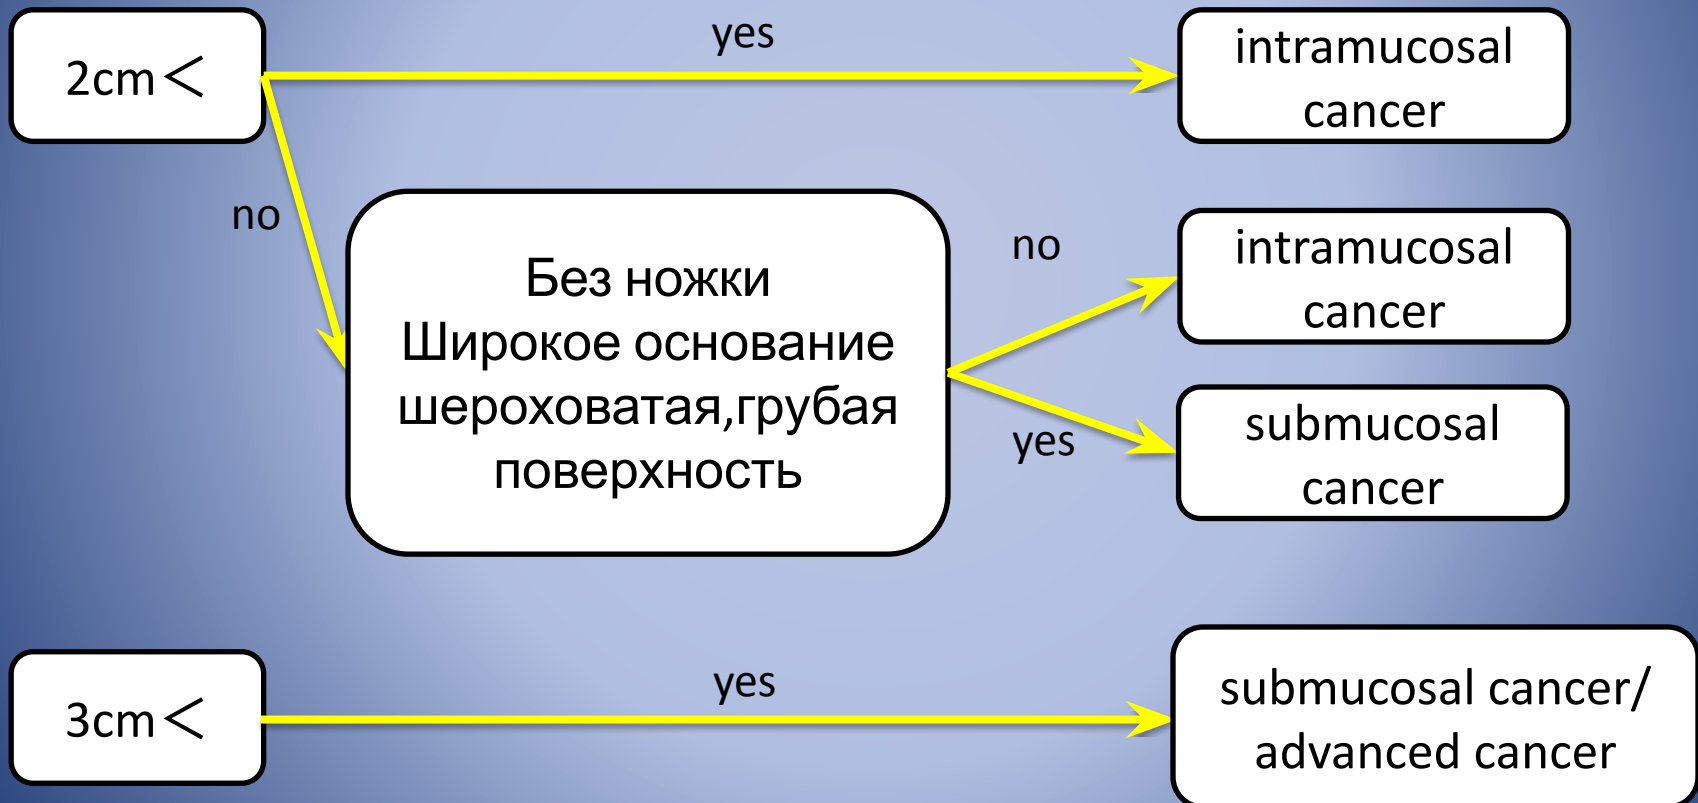 2cm＜
yes
intramucosal
cancer
no
Без ножки
Широкое основание
шероховатая,грубая
поверхность
no
intramucosal
cancer
yes
submucosal
cancer
3cm＜
yes
submucosal cancer/
advanced cancer